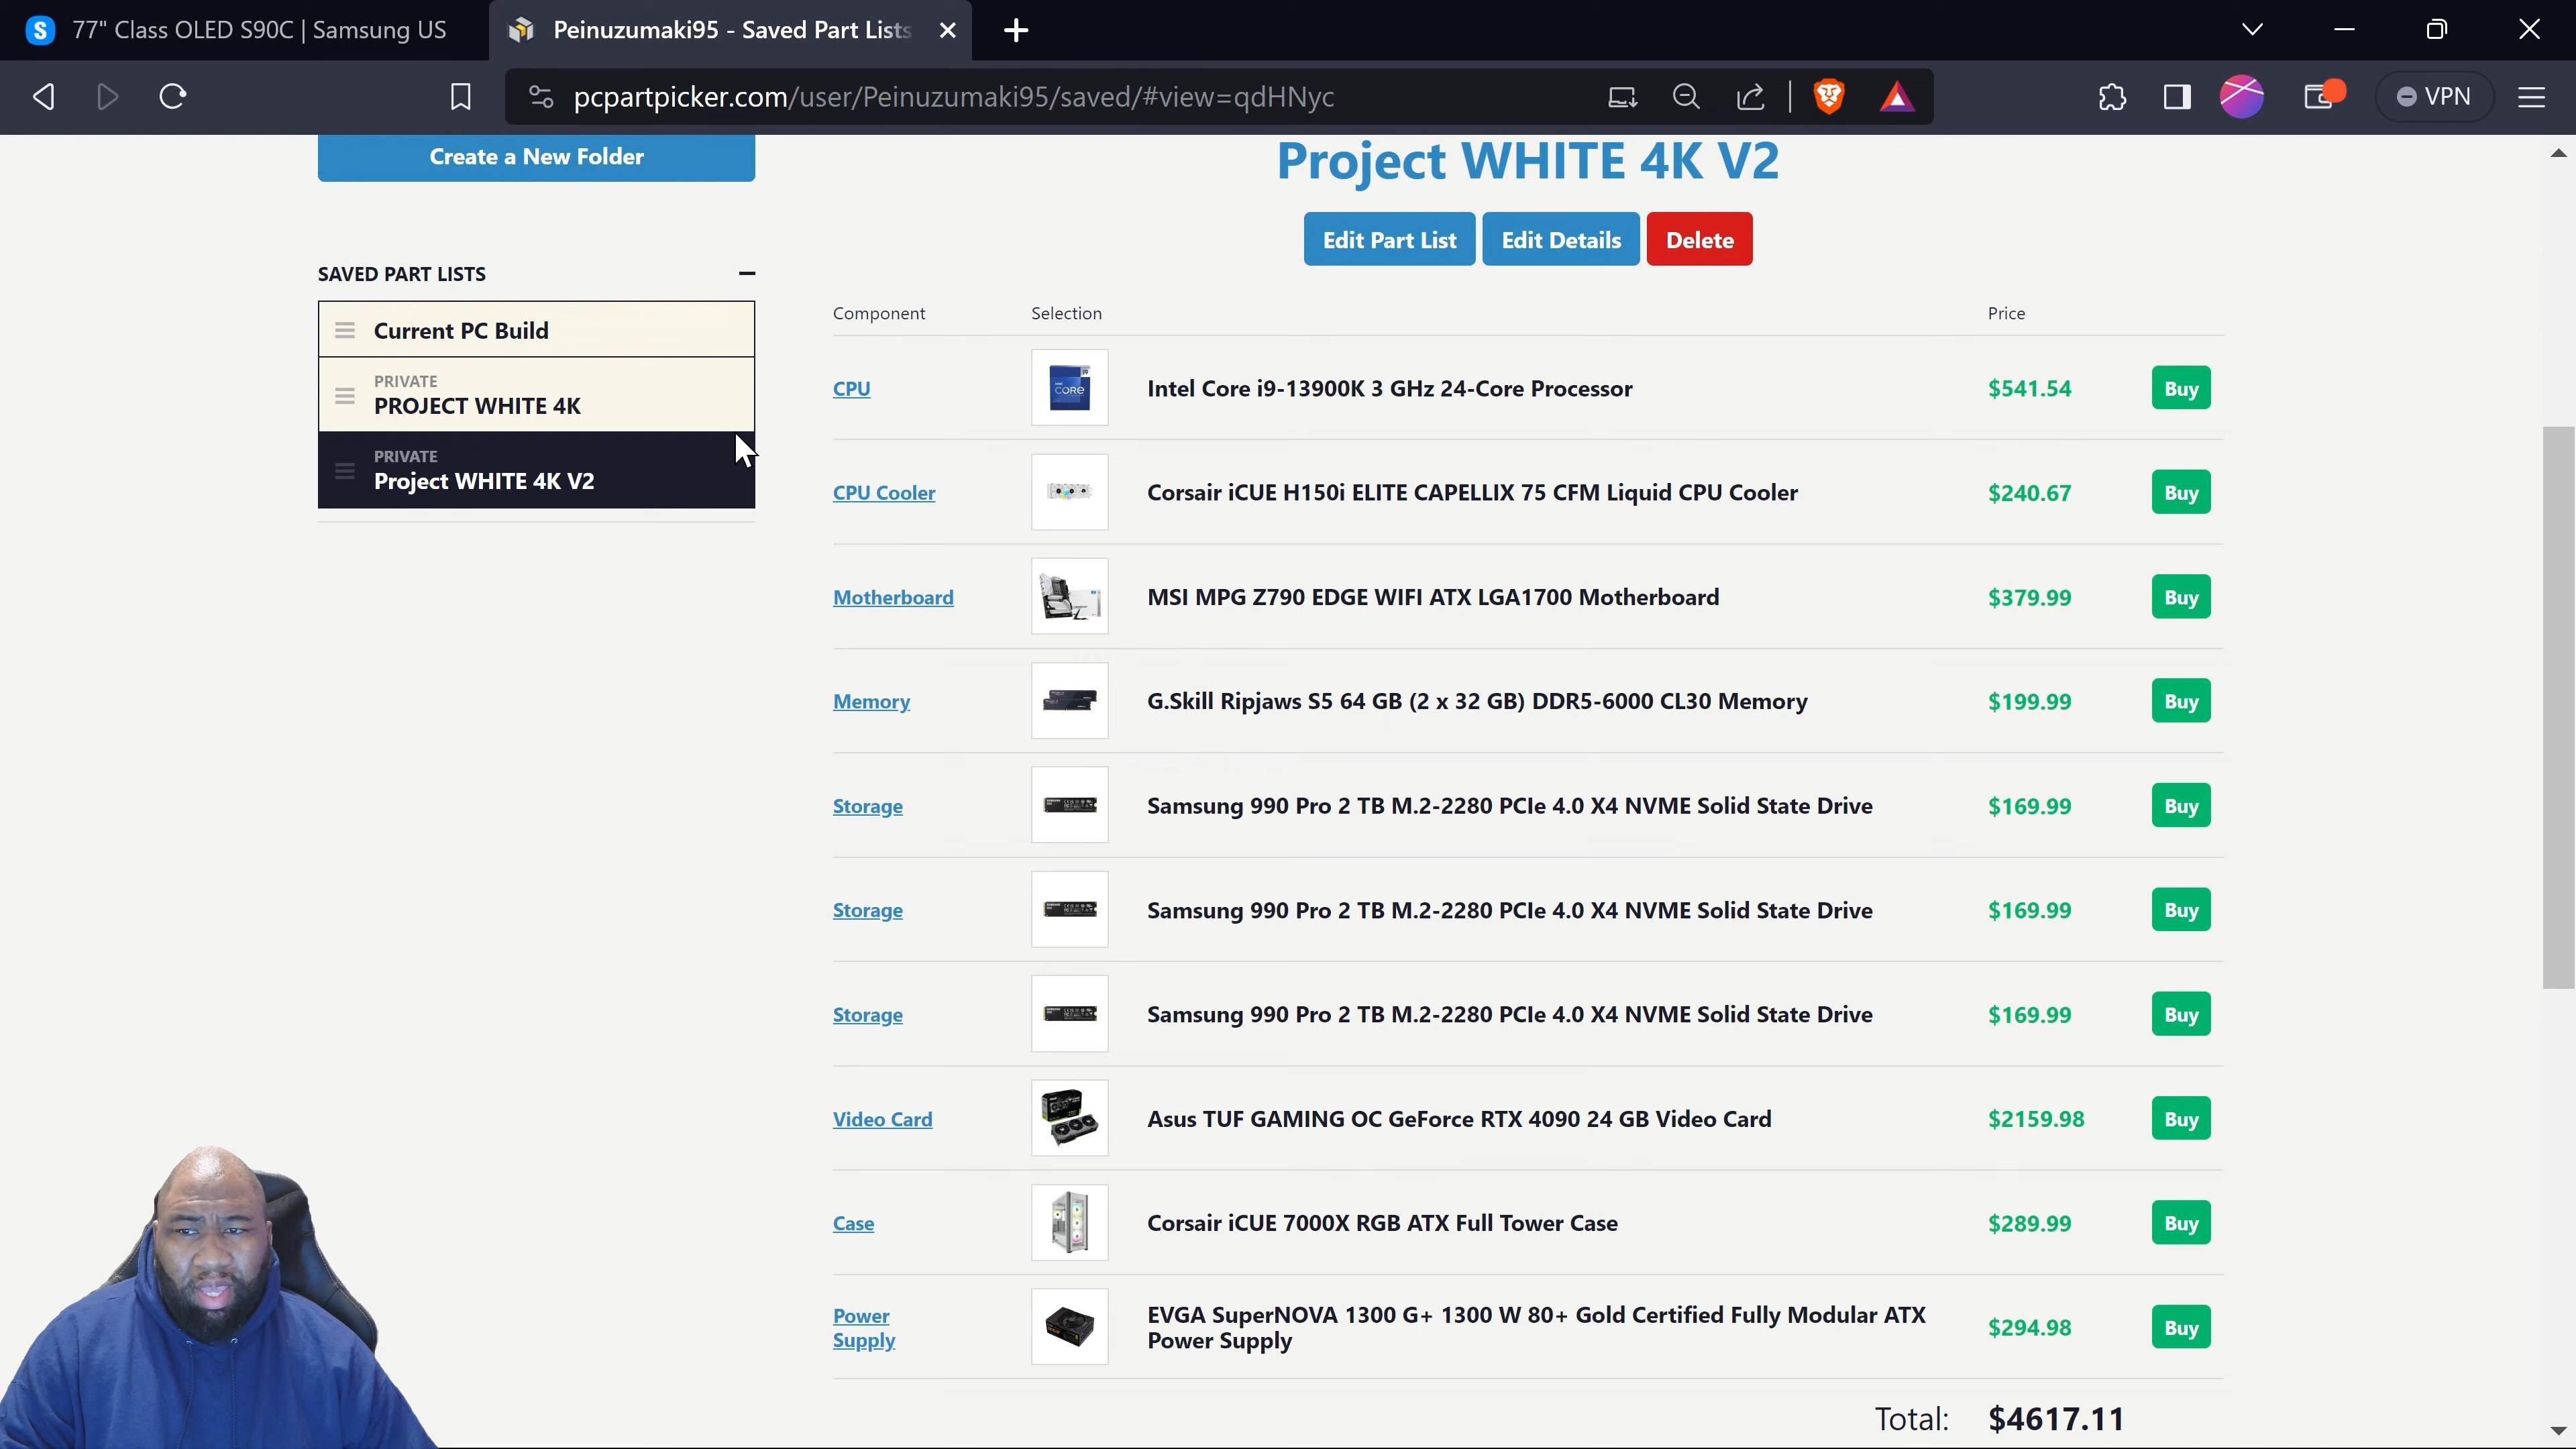 77" Class OLED S90C | Samsung US
Peinuzumaki95 - Saved Part Lists
pcpartpicker.com/user/Peinuzumaki95/saved/#view=qdHNyc
VPN
Create a New Folder
SAVED PART LISTS
Current PC Build
PRIVATE
PROJECT WHITE 4K
PRIVATE
Project WHITE 4K V2
Project WHITE 4K V2
Edit Part List Edit Details Delete
Component Selection Price
CPU Intel Core i9-13900K 3 GHz 24-Core Processor $541.54 Buy
CPU Cooler Corsair iCUE H150i ELITE CAPELLIX 75 CFM Liquid CPU Cooler $240.67 Buy
Motherboard MSI MPG Z790 EDGE WIFI ATX LGA1700 Motherboard $379.99 Buy
Memory G.Skill Ripjaws S5 64 GB (2 x 32 GB) DDR5-6000 CL30 Memory $199.99 Buy
Storage Samsung 990 Pro 2 TB M.2-2280 PCIe 4.0 X4 NVME Solid State Drive $169.99 Buy
Storage Samsung 990 Pro 2 TB M.2-2280 PCIe 4.0 X4 NVME Solid State Drive $169.99 Buy
Storage Samsung 990 Pro 2 TB M.2-2280 PCIe 4.0 X4 NVME Solid State Drive $169.99 Buy
Video Card Asus TUF GAMING OC GeForce RTX 4090 24 GB Video Card $2159.98 Buy
Case Corsair iCUE 7000X RGB ATX Full Tower Case $289.99 Buy
Power Supply EVGA SuperNOVA 1300 G+ 1300 W 80+ Gold Certified Fully Modular ATX Power Supply $294.98 Buy
Total: $4617.11